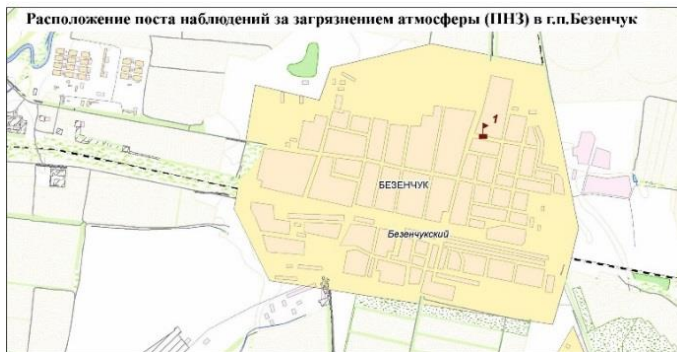 Расположение поста наблюдений за загрязнением атмосферы (ПНЗ) в г.п.Безенчук
1
БЕЗЕНЧУК
Безенчукский